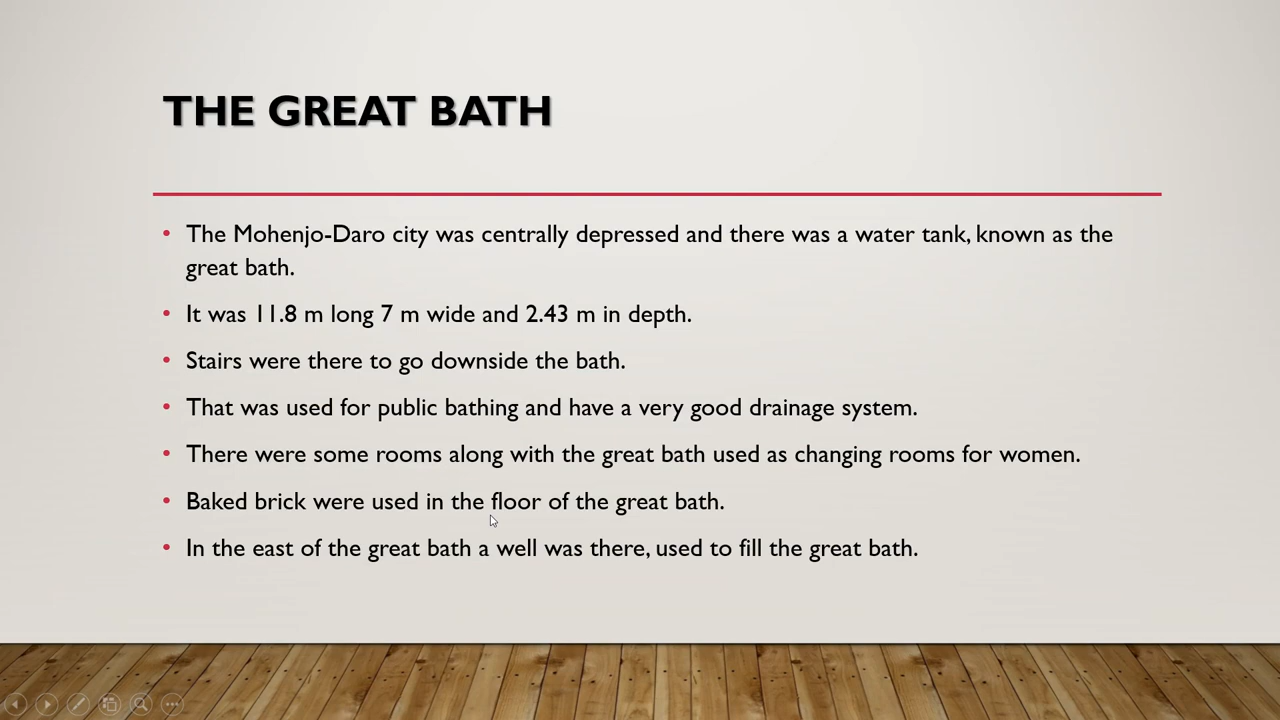 THE GREAT BATH
• The Mohenjo-Daro city was centrally depressed and there was a water tank, known as the
great bath.
• It was 11.8 m long 7 m wide and 2.43 m in depth.
• Stairs were there to go downside the bath.
• That was used for public bathing and have a very good drainage system.
• There were some rooms along with the great bath used as changing rooms for women.
• Baked brick were used in the floor of the great bath.
• In the east of the great bath a well was there, used to fill the great bath.